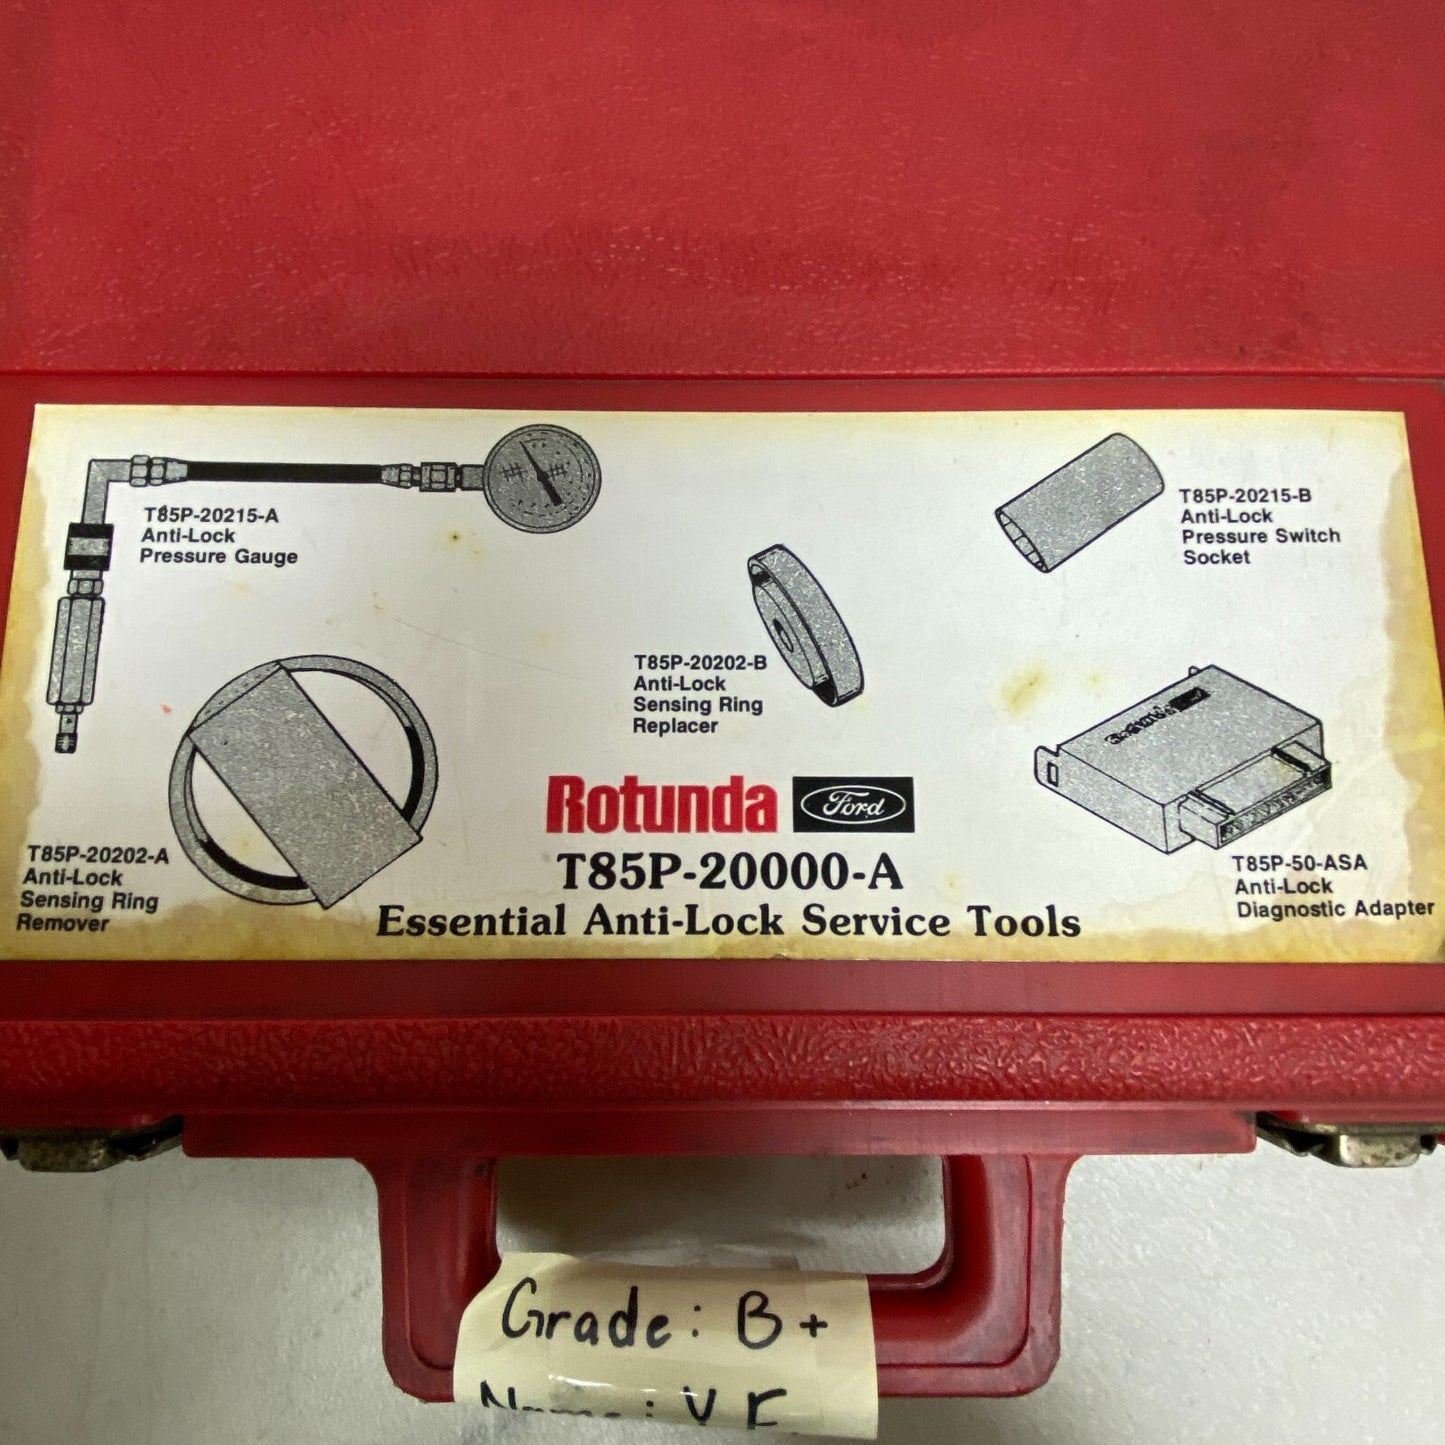 T85P-20215-A
Anti-Lock
Pressure Gauge
T85P-20215-B
Anti-Lock
Pressure Switch
Socket
T85P-20202-B
Anti-Lock
Sensing Ring
Replacer
T85P-20202-A
Anti-Lock
Sensing Ring
Remover
Rotunda Ford
T85P-20000-A
Essential Anti-Lock Service Tools
T85P-50-ASA
Anti-Lock
Diagnostic Adapter
Grade: B+
Name: